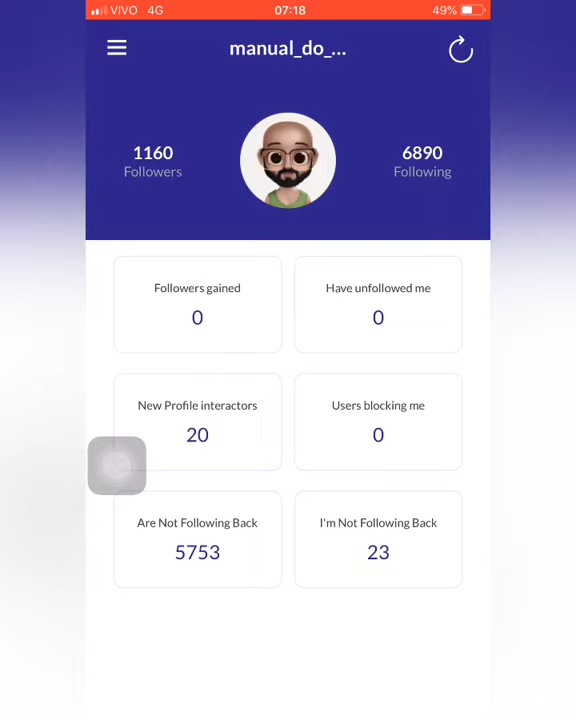 VIVO 4G 07:18 49%
manual_do_...
1160 6890
Followers Following
Followers gained Have unfollowed me
0 0
New Profile interactors Users blocking me
20 0
Are Not Following Back I'm Not Following Back
5753 23